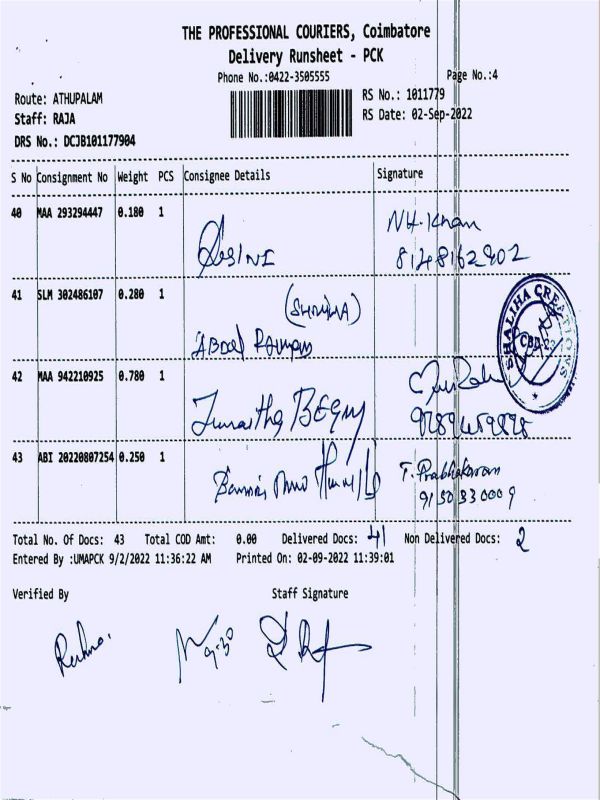 THE PROFESSIONAL COURIERS, Coimbatore
Delivery Runsheet - PCK
Phone No.:0422-3505555
Page No.:4
Route: ATHUPALAM
RS No.: 1011779
Staff: RAJA
RS Date: 02-Sep-2022
DRS No.: DCJB101177904
S No Consignment No Weight PCS Consignee Details Signature
40 MAA 293294447 0.180 1
NH.Khan
8148162902
41 SLM 302486107 0.280 1
SHALIHA CREATIONS
Abdul Rahman
42 MAA 942210925 0.780 1
BEGUM
43 ABI 20220807254 0.250 1
T. Prabhakaran
9150330009
Total No. Of Docs: 43 Total COD Amt: 0.00 Delivered Docs: 41 Non Delivered Docs: 2
Entered By :UMAPCK 9/2/2022 11:36:22 AM Printed On: 02-09-2022 11:39:01
Verified By Staff Signature